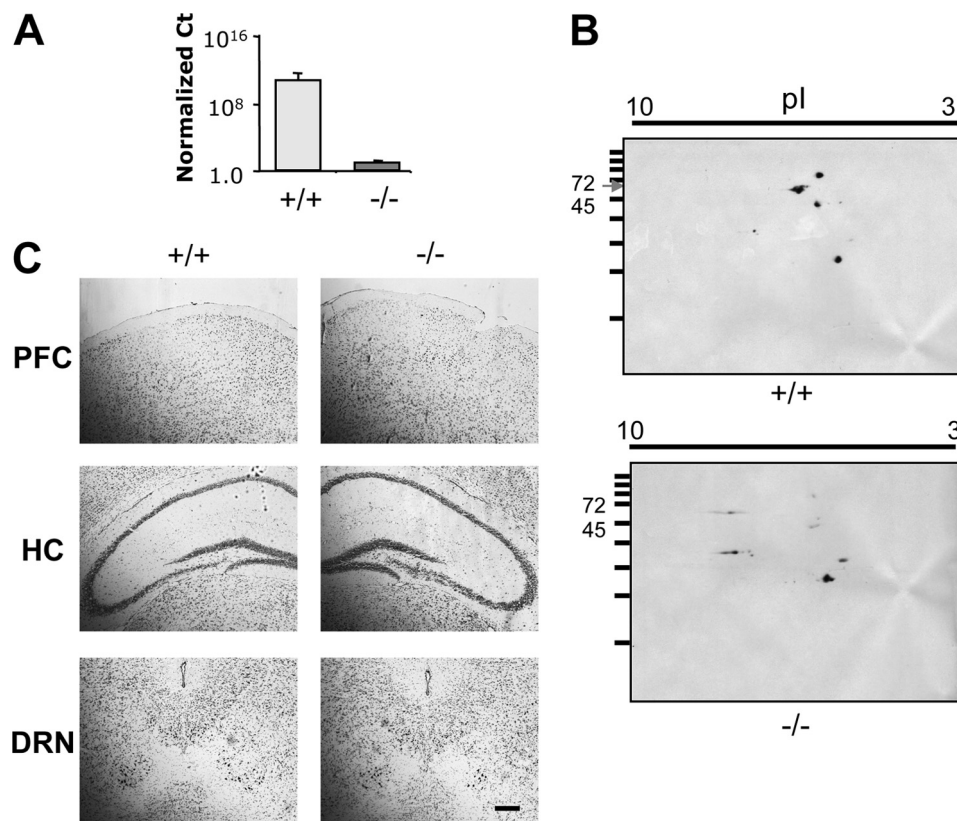 A
Normalized Ct
10^16
10^8
1.0
+/+
-/-
B
10
pI
3
72
45
+/+
10
3
72
45
-/-
C
+/+
-/-
PFC
HC
DRN